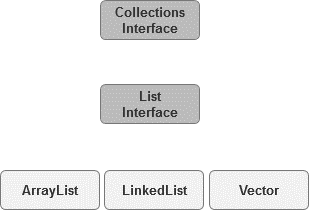 Collections
Interface
List
Interface
ArrayList LinkedList Vector